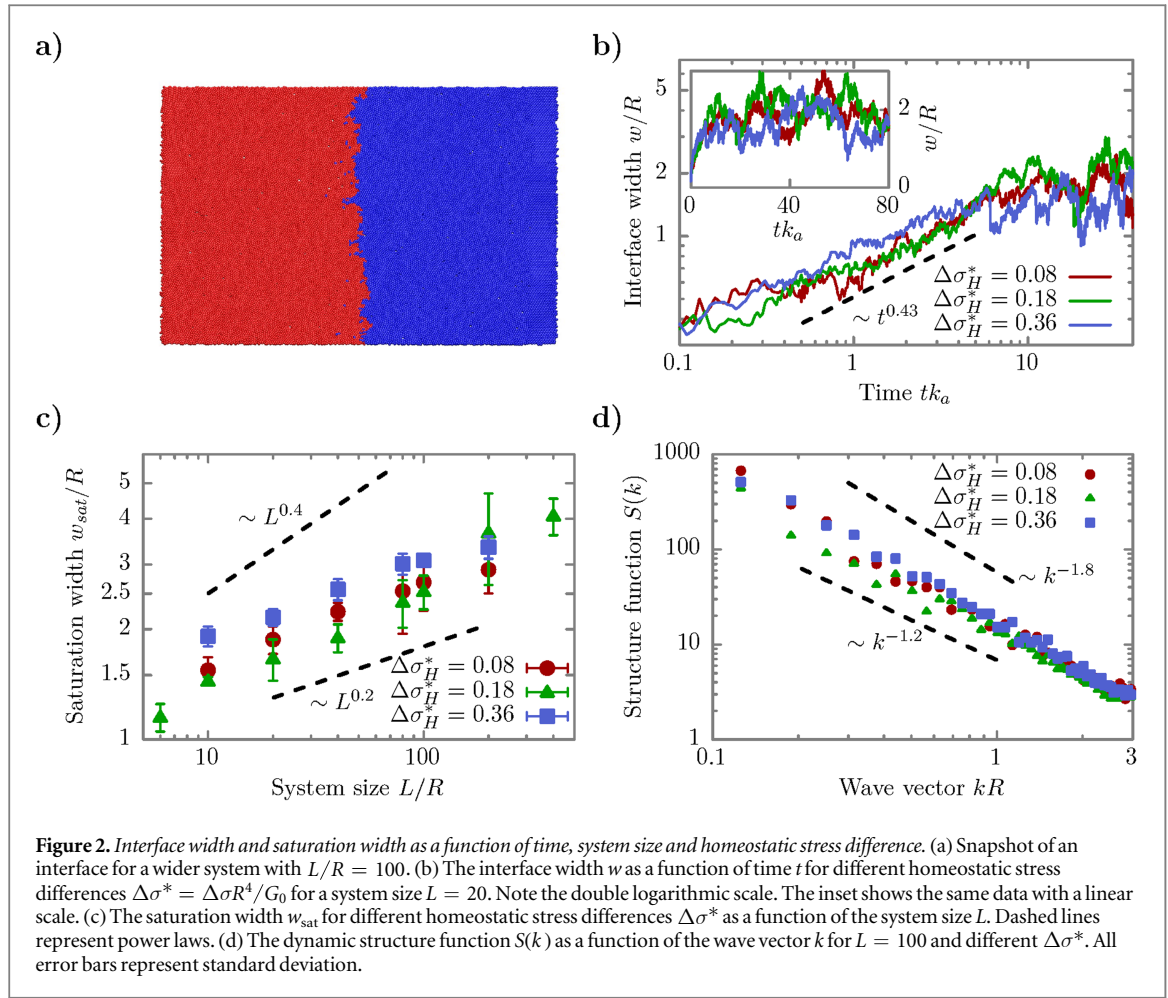 a)
b)
Interface width w/R
5
2
1
2
0
w/R
0
40
80
tk_a
Δσ*_H = 0.08
Δσ*_H = 0.18
Δσ*_H = 0.36
∼ t^0.43
0.1
1
10
Time tk_a
c)
Saturation width w_sat/R
5
4
3
2.5
2
1.5
1
∼ L^0.4
∼ L^0.2
Δσ*_H = 0.08
Δσ*_H = 0.18
Δσ*_H = 0.36
10
100
System size L/R
d)
Structure function S(k)
1000
100
10
1
Δσ*_H = 0.08
Δσ*_H = 0.18
Δσ*_H = 0.36
∼ k^−1.8
∼ k^−1.2
0.1
1
3
Wave vector kR
Figure 2. Interface width and saturation width as a function of time, system size and homeostatic stress difference. (a) Snapshot of an
interface for a wider system with L/R = 100. (b) The interface width w as a function of time t for different homeostatic stress
differences Δσ* = ΔσR^4/G_0 for a system size L = 20. Note the double logarithmic scale. The inset shows the same data with a linear
scale. (c) The saturation width w_sat for different homeostatic stress differences Δσ* as a function of the system size L. Dashed lines
represent power laws. (d) The dynamic structure function S(k) as a function of the wave vector k for L = 100 and different Δσ*. All
error bars represent standard deviation.